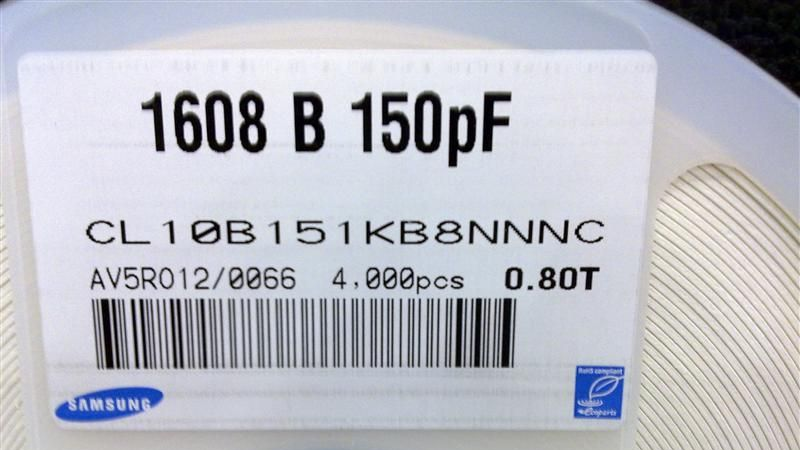 1608 B 150pF
CL10B151KB8NNNC
AV5R012/0066 4,000pcs 0.80T
SAMSUNG
RoHS compliant
Ecoparts